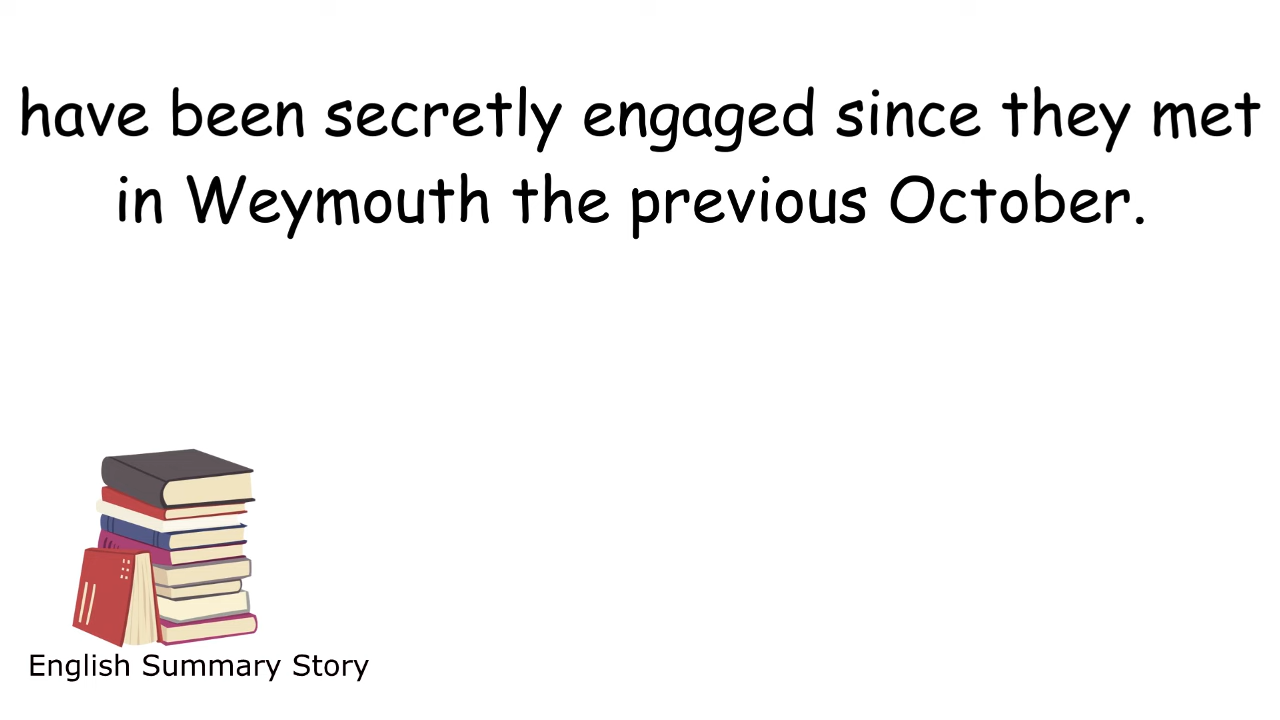 have been secretly engaged since they met
in Weymouth the previous October.
English Summary Story